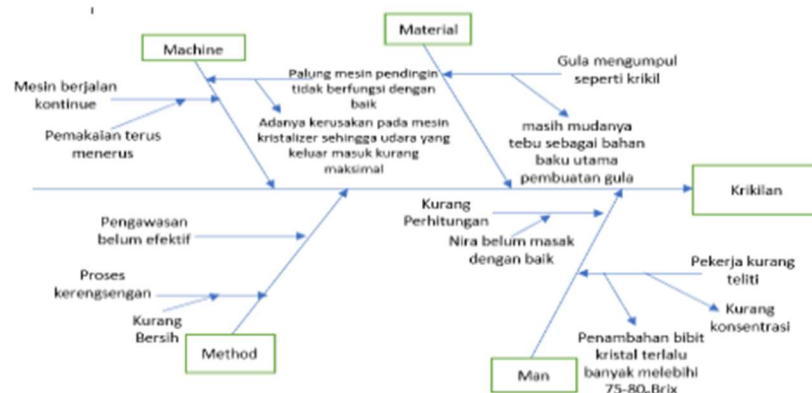 Machine
Material
Palung mesin pendingin
tidak berfungsi dengan
baik
Gula mengumpul
seperti krikil
Mesin berjalan
kontinue
Adanya kerusakan pada mesin
kristalizer sehingga udara yang
keluar masuk kurang
maksimal
Pemakaian terus
menerus
masih mudanya
tebu sebagai bahan
baku utama
pembuatan gula
Krikilan
Kurang
Perhitungan
Pengawasan
belum efektif
Nira belum masak
dengan baik
Proses
kerengsengan
Pekerja kurang
teliti
Kurang
Bersih
Kurang
konsentrasi
Method
Penambahan bibit
kristal terlalu
banyak melebihi
75-80 Brix
Man